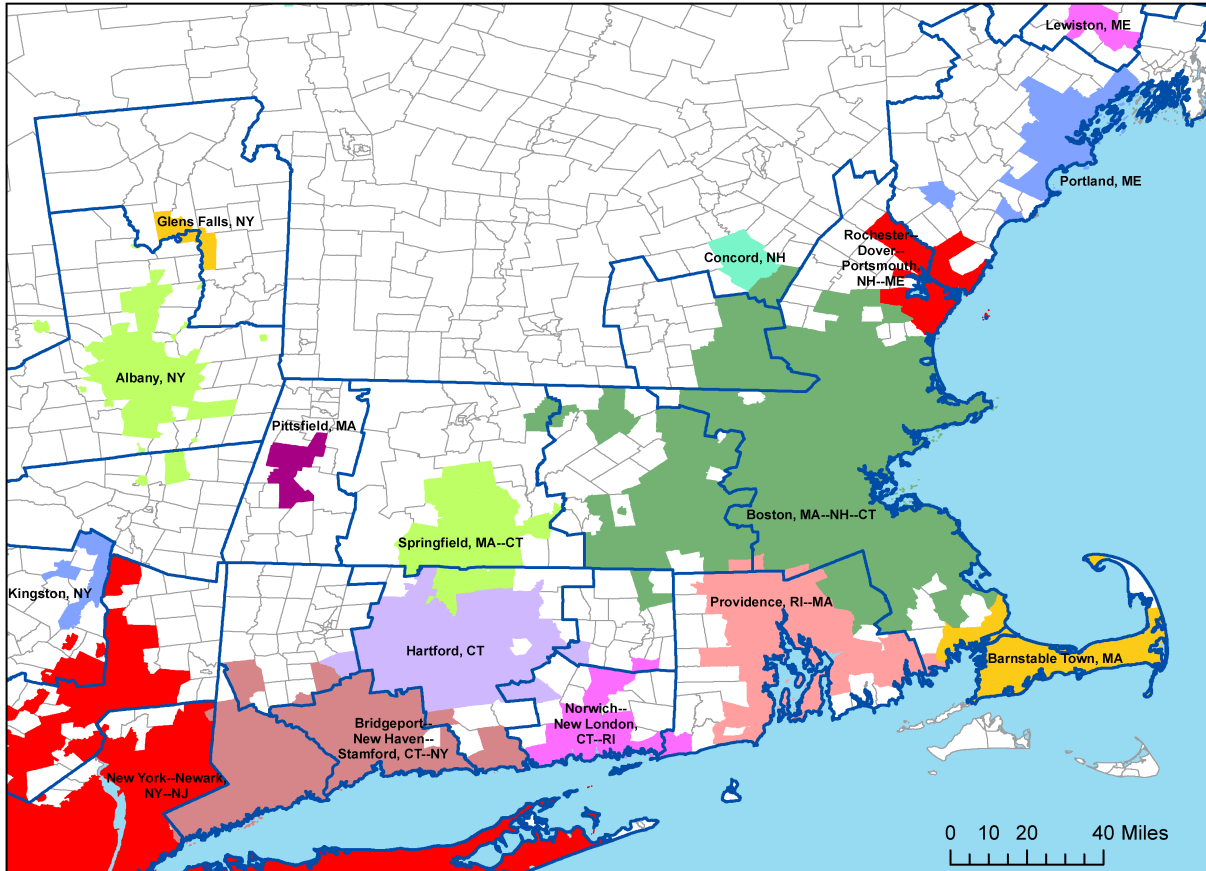 Lewiston, ME
Portland, ME
Glens Falls, NY
Concord, NH
Rochester--
Dover--
Portsmouth,
NH--ME
Albany, NY
Pittsfield, MA
Boston, MA--NH--CT
Springfield, MA--CT
Kingston, NY
Providence, RI--MA
Hartford, CT
Barnstable Town, MA
Norwich--
New London,
CT--RI
Bridgeport--
New Haven--
Stamford, CT--NY
New York--Newark
NY--NJ
0 10 20 40 Miles